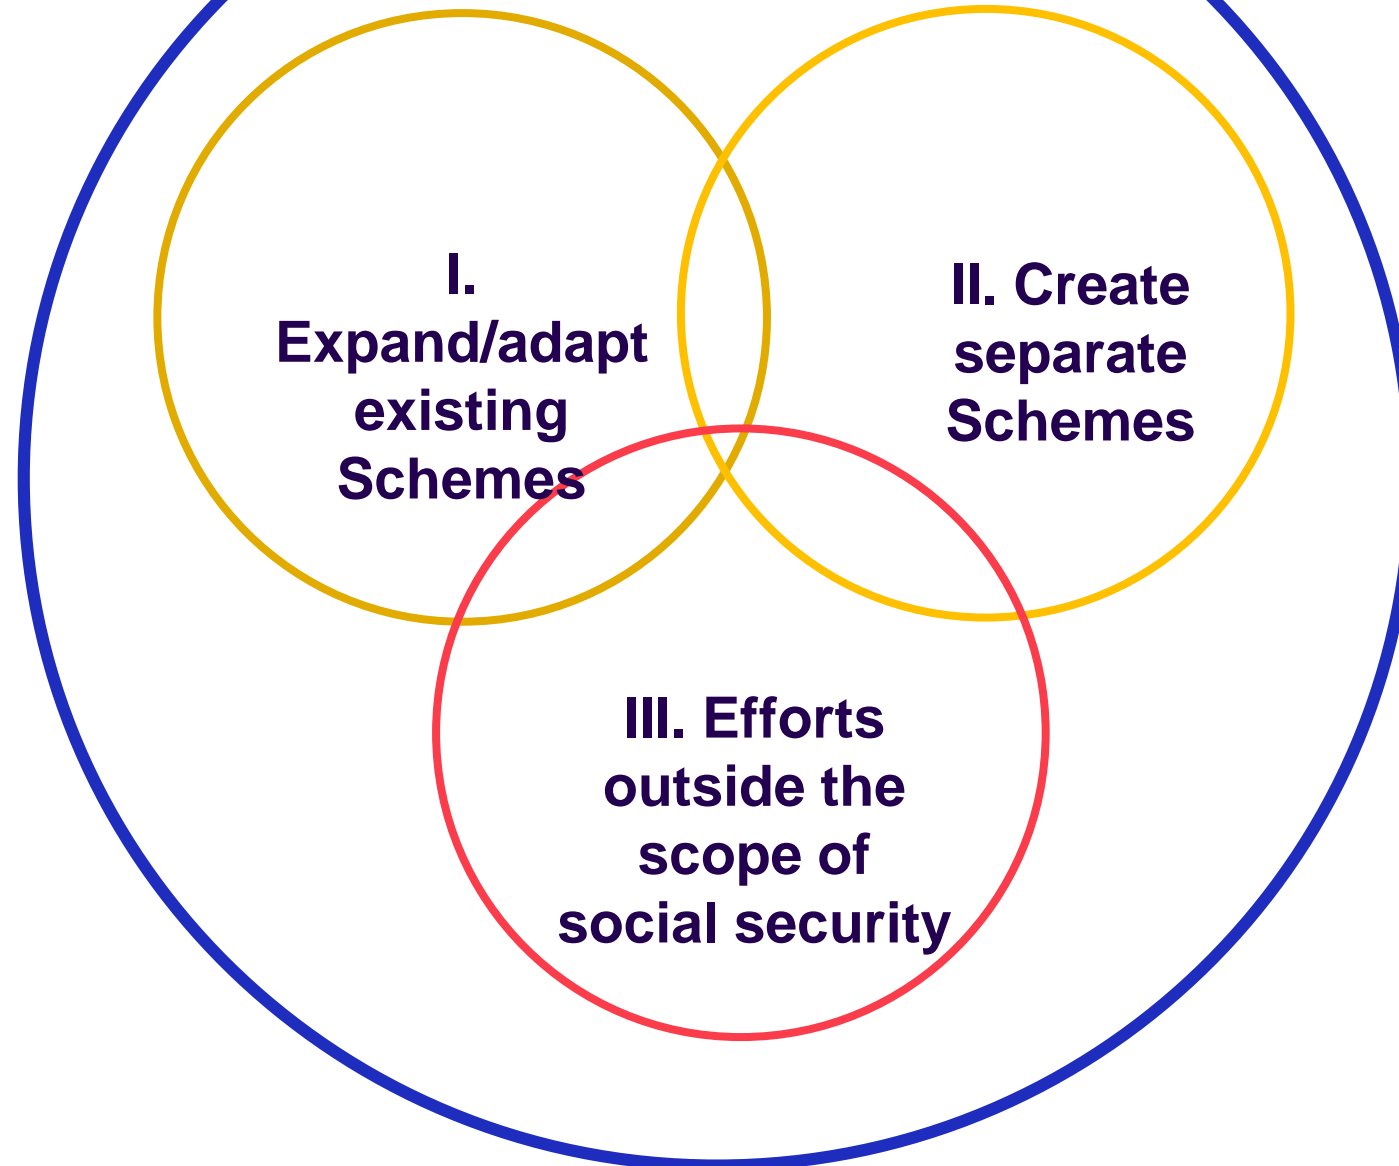 I.
Expand/adapt
existing
Schemes
II. Create
separate
Schemes
III. Efforts
outside the
scope of
social security